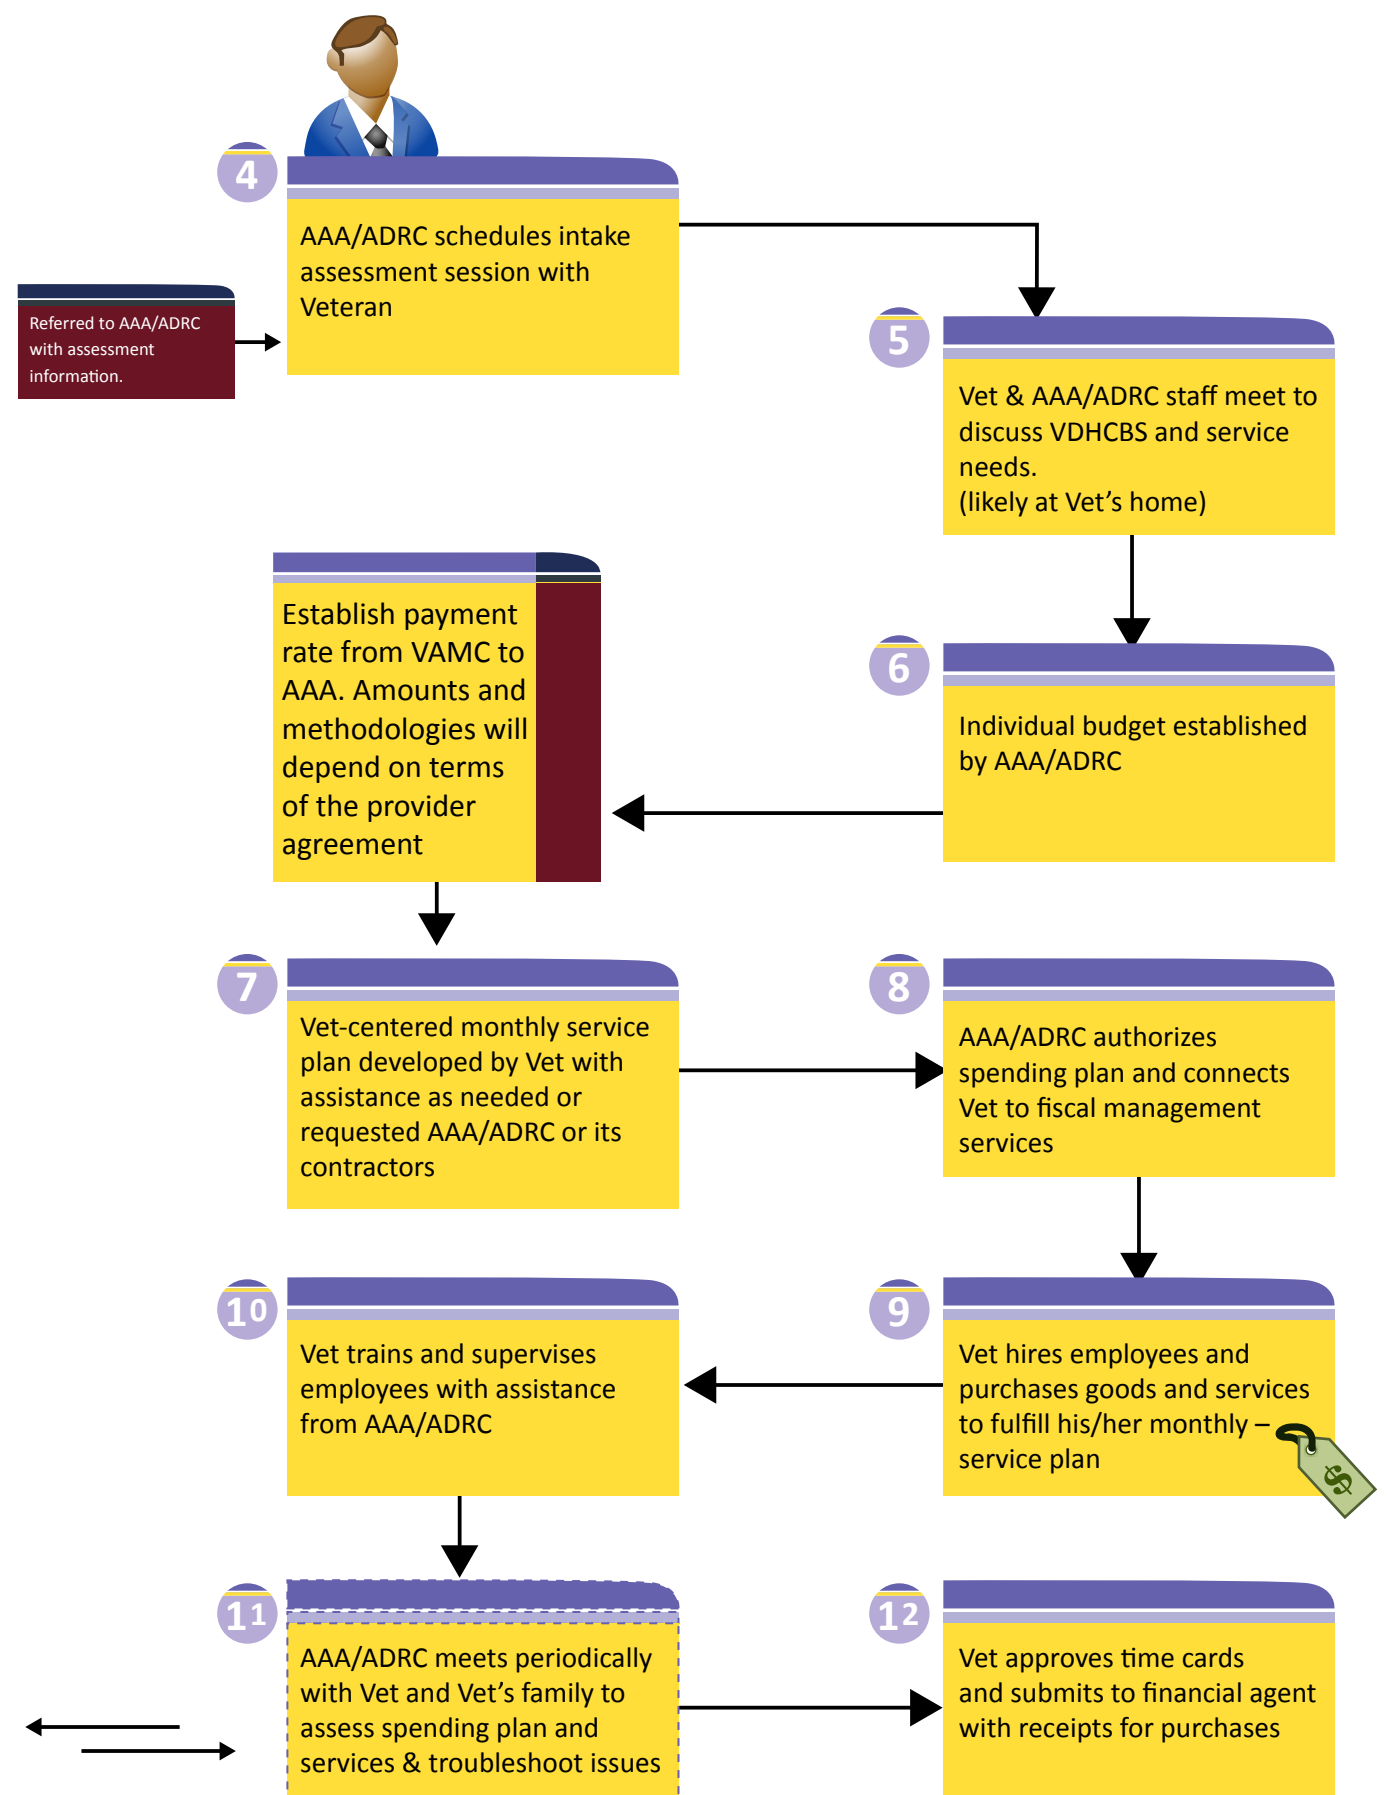 4
AAA/ADRC schedules intake
assessment session with
Veteran
Referred to AAA/ADRC
with assessment
information.
5
Vet & AAA/ADRC staff meet to
discuss VDHCBS and service
needs.
(likely at Vet's home)
Establish payment
rate from VAMC to
AAA. Amounts and
methodologies will
depend on terms
of the provider
agreement
6
Individual budget established
by AAA/ADRC
7
Vet-centered monthly service
plan developed by Vet with
assistance as needed or
requested AAA/ADRC or its
contractors
8
AAA/ADRC authorizes
spending plan and connects
Vet to fiscal management
services
10
Vet trains and supervises
employees with assistance
from AAA/ADRC
9
Vet hires employees and
purchases goods and services
to fulfill his/her monthly –
service plan
$
11
AAA/ADRC meets periodically
with Vet and Vet's family to
assess spending plan and
services & troubleshoot issues
12
Vet approves time cards
and submits to financial agent
with receipts for purchases